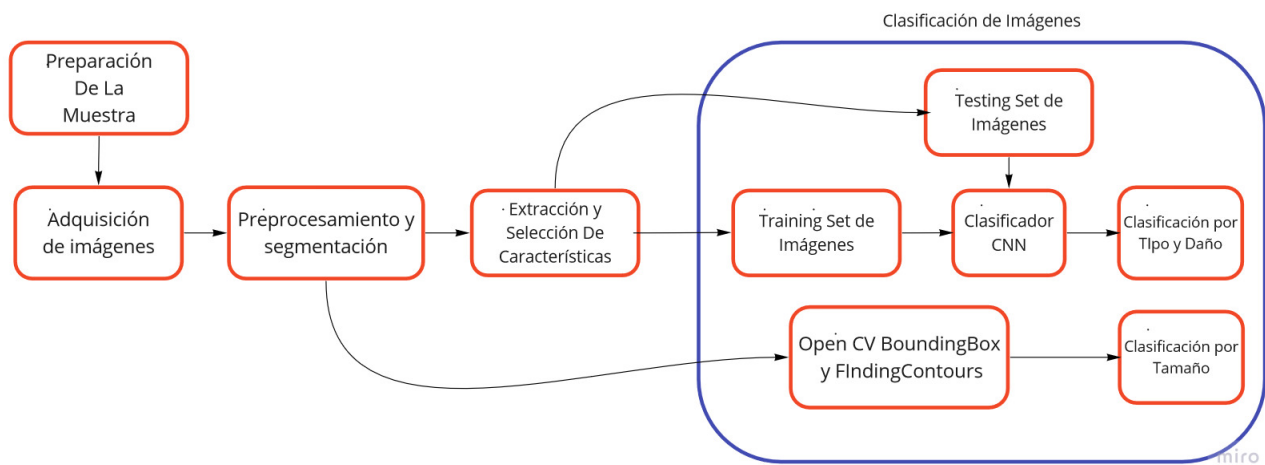 Clasificación de Imágenes
Preparación
De La
Muestra
Testing Set de
Imágenes
Adquisición
de imágenes
Preprocesamiento y
segmentación
Extracción y
Selección De
Características
Training Set de
Imágenes
Clasificador
CNN
Clasificación por
TIpo y Daño
Open CV BoundingBox
y FIndingContours
Clasificación por
Tamaño
miro